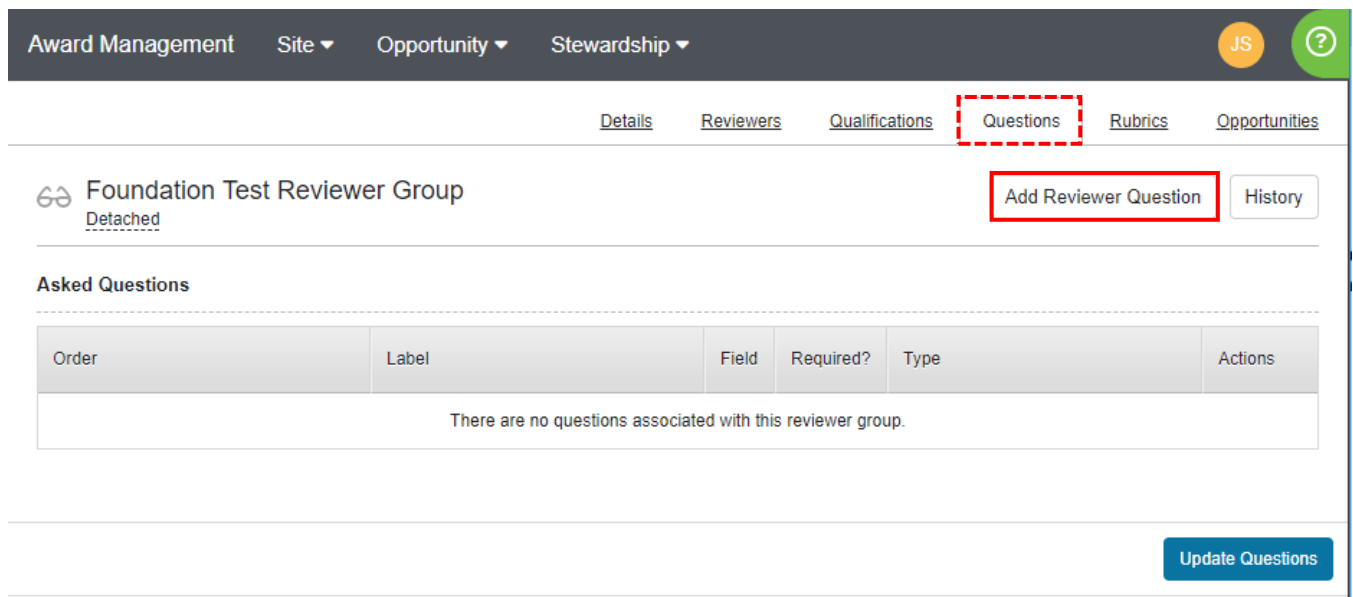 Award Management Site Opportunity Stewardship JS ?
Details Reviewers Qualifications Questions Rubrics Opportunities
Foundation Test Reviewer Group Add Reviewer Question History
Detached
Asked Questions
Order Label Field Required? Type Actions
There are no questions associated with this reviewer group.
Update Questions